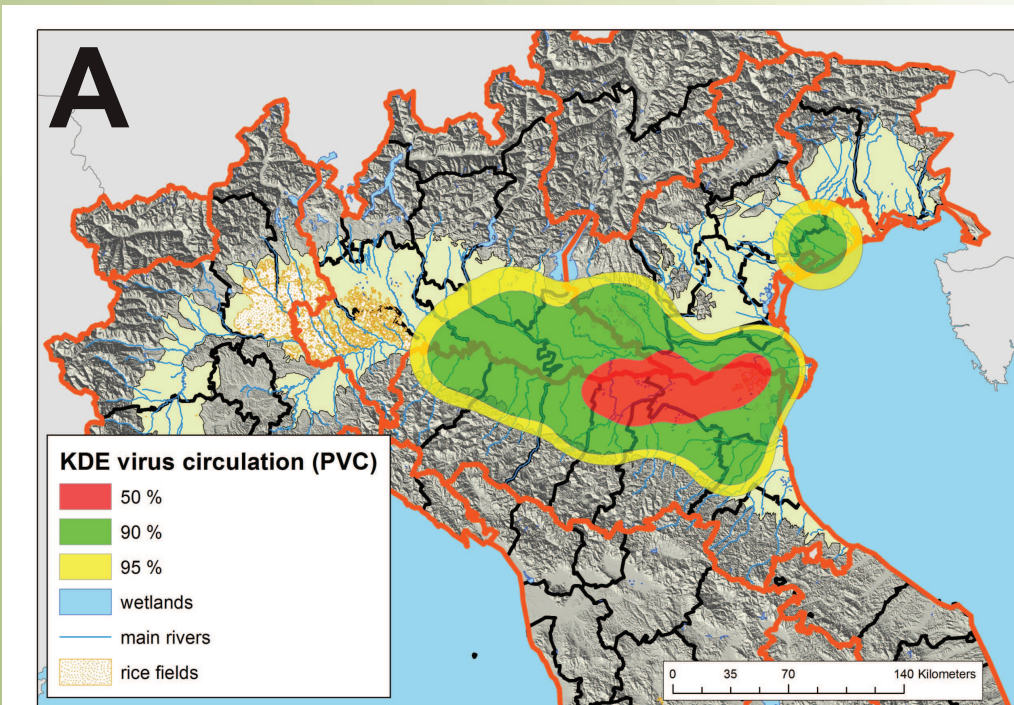 A
KDE virus circulation (PVC)
50 %
90 %
95 %
wetlands
main rivers
rice fields
0 35 70 140 Kilometers